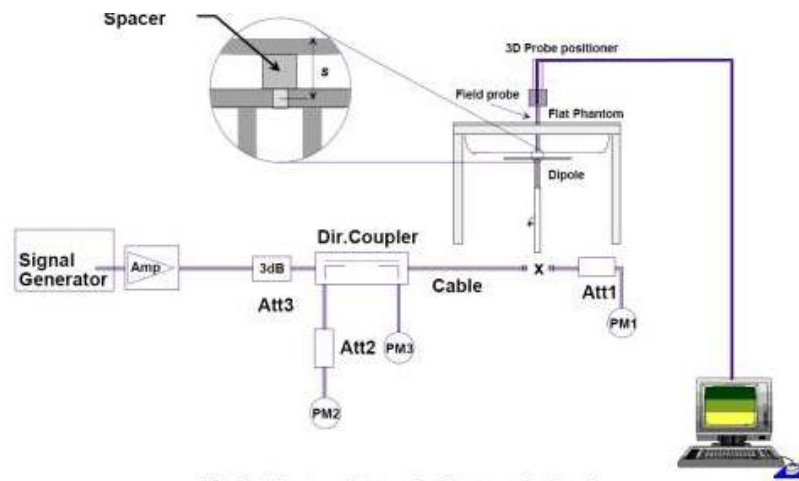 Spacer
s
3D Probe positioner
Field probe
Flat Phantom
Dipole
Dir.Coupler
Signal
Generator
Amp
3dB
Att3
Cable
x
Att1
PM1
Att2
PM3
PM2